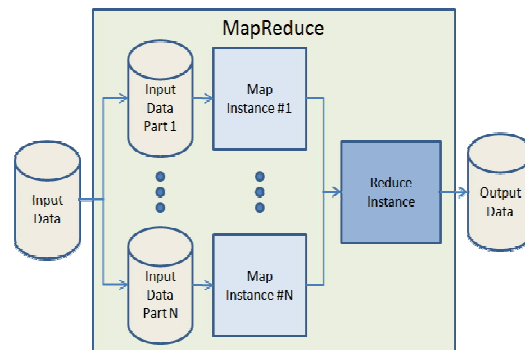 MapReduce
Input
Data
Part 1
Map
Instance #1
Input
Data
Reduce
Instance
Output
Data
Input
Data
Part N
Map
Instance #N